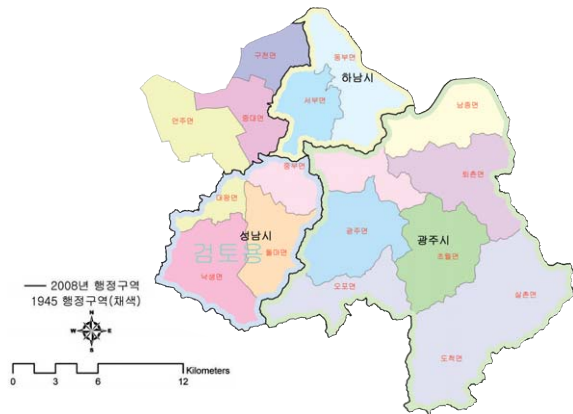 구천면
동부면
하남시
서부면
중대면
언주면
남종면
중부면
퇴촌면
대왕면
성남시
광주면
광주시
돌마면
검토용
초월면
낙생면
오포면
실촌면
도척면
2008년 행정구역
1945 행정구역(채색)
N
W E
S
Kilometers
0 3 6 12